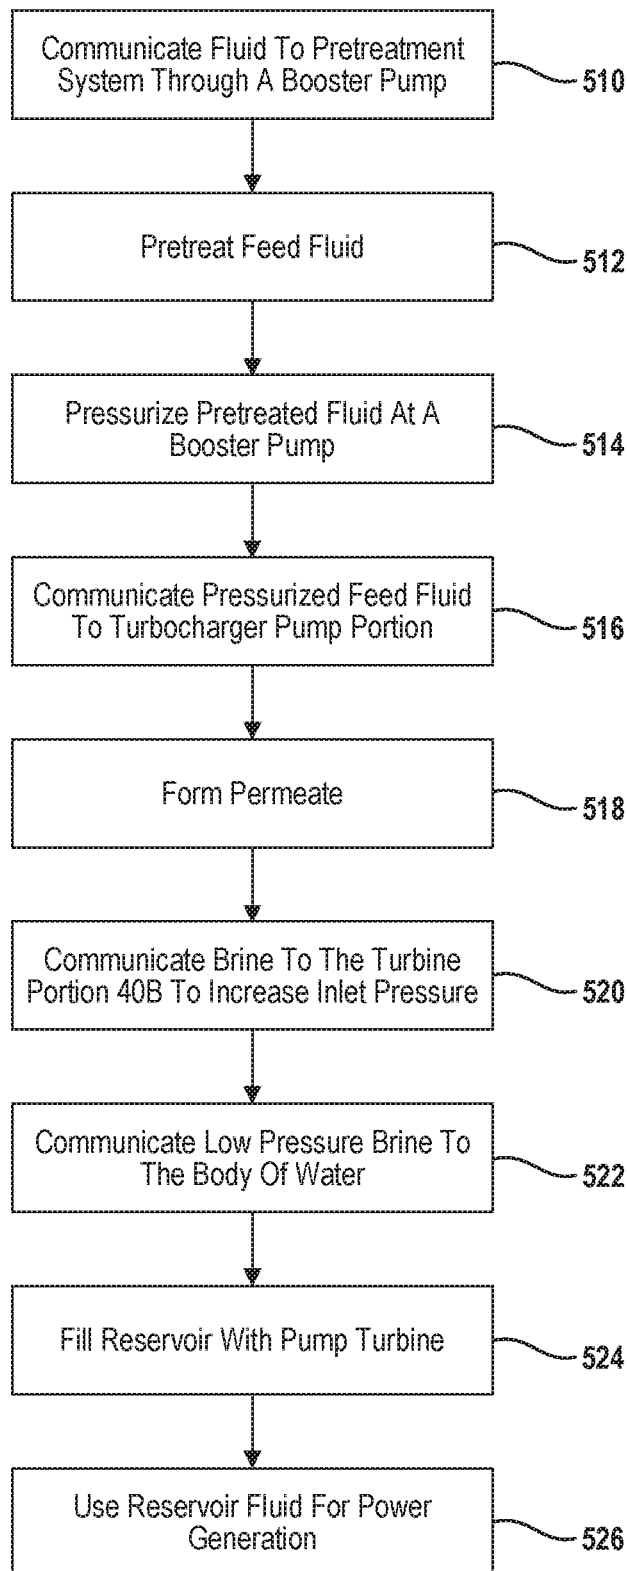 Communicate Fluid To Pretreatment
System Through A Booster Pump
510
Pretreat Feed Fluid
512
Pressurize Pretreated Fluid At A
Booster Pump
514
Communicate Pressurized Feed Fluid
To Turbocharger Pump Portion
516
Form Permeate
518
Communicate Brine To The Turbine
Portion 40B To Increase Inlet Pressure
520
Communicate Low Pressure Brine To
The Body Of Water
522
Fill Reservoir With Pump Turbine
524
Use Reservoir Fluid For Power
Generation
526